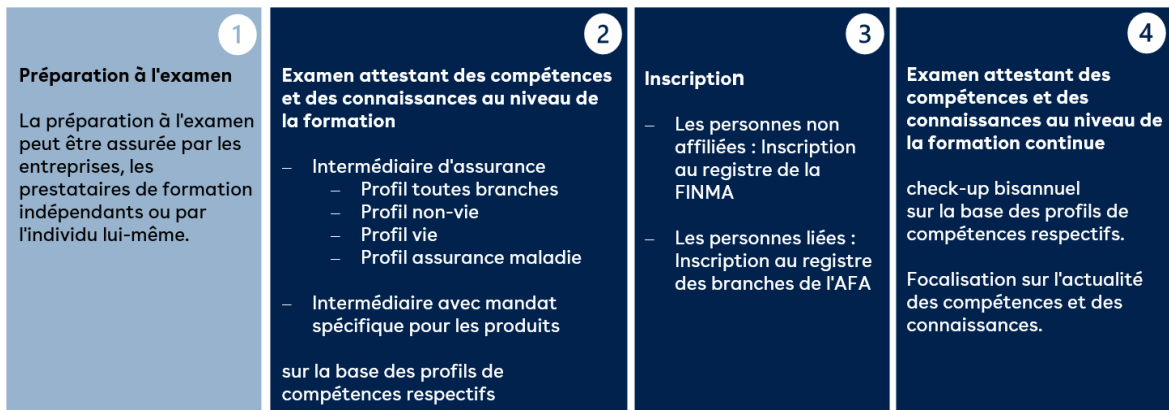 1
Préparation à l'examen
La préparation à l'examen
peut être assurée par les
entreprises, les
prestataires de formation
indépendants ou par
l'individu lui-même.
2
Examen attestant des compétences
et des connaissances au niveau de
la formation
– Intermédiaire d'assurance
– Profil toutes branches
– Profil non-vie
– Profil vie
– Profil assurance maladie
– Intermédiaire avec mandat
spécifique pour les produits
sur la base des profils de
compétences respectifs
3
Inscription
– Les personnes non
affiliées : Inscription
au registre de la
FINMA
– Les personnes liées :
Inscription au registre
des branches de l'AFA
4
Examen attestant des
compétences et des
connaissances au niveau de
la formation continue
check-up bisannuel
sur la base des profils de
compétences respectifs.
Focalisation sur l'actualité
des compétences et des
connaissances.